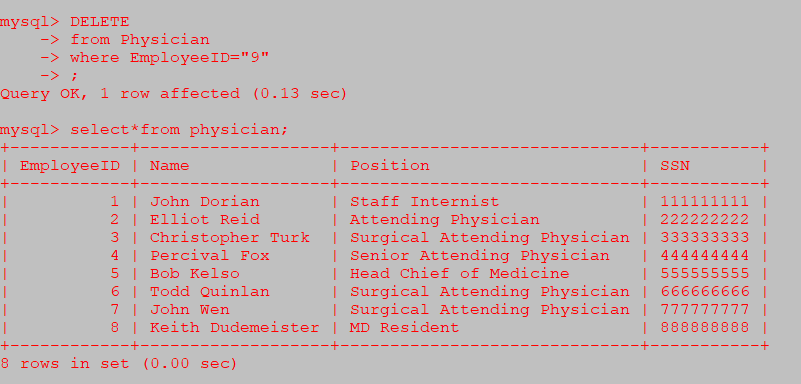 mysql> DELETE
    -> from Physician
    -> where EmployeeID="9"
    -> ;
Query OK, 1 row affected (0.13 sec)
mysql> select*from physician;
+------------+-------------------+------------------------------+-----------+
| EmployeeID | Name              | Position                     | SSN       |
+------------+-------------------+------------------------------+-----------+
|          1 | John Dorian       | Staff Internist              | 111111111 |
|          2 | Elliot Reid       | Attending Physician          | 222222222 |
|          3 | Christopher Turk  | Surgical Attending Physician | 333333333 |
|          4 | Percival Fox      | Senior Attending Physician   | 444444444 |
|          5 | Bob Kelso         | Head Chief of Medicine       | 555555555 |
|          6 | Todd Quinlan      | Surgical Attending Physician | 666666666 |
|          7 | John Wen          | Surgical Attending Physician | 777777777 |
|          8 | Keith Dudemeister | MD Resident                  | 888888888 |
+------------+-------------------+------------------------------+-----------+
8 rows in set (0.00 sec)